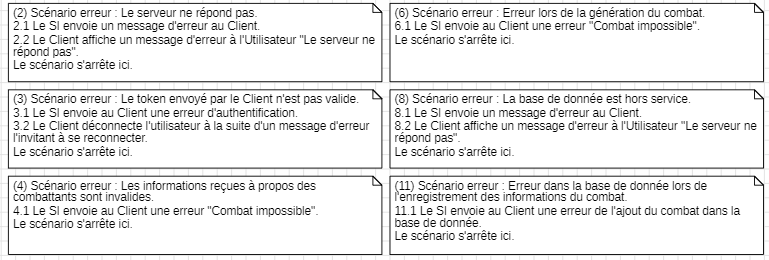 (2) Scénario erreur : Le serveur ne répond pas.
2.1 Le SI envoie un message d'erreur au Client.
2.2 Le Client affiche un message d'erreur à l'Utilisateur "Le serveur ne
répond pas".
Le scénario s'arrête ici.
(6) Scénario erreur : Erreur lors de la génération du combat.
6.1 Le SI envoie au Client une erreur "Combat impossible".
Le scénario s'arrête ici.
(3) Scénario erreur : Le token envoyé par le Client n'est pas valide.
3.1 Le SI envoie au Client une erreur d'authentification.
3.2 Le Client déconnecte l'utilisateur à la suite d'un message d'erreur
l'invitant à se reconnecter.
Le scénario s'arrête ici.
(8) Scénario erreur : La base de donnée est hors service.
8.1 Le SI envoie un message d'erreur au Client.
8.2 Le Client affiche un message d'erreur à l'Utilisateur "Le serveur ne
répond pas".
Le scénario s'arrête ici.
(4) Scénario erreur : Les informations reçues à propos des
combattants sont invalides.
4.1 Le SI envoie au Client une erreur "Combat impossible".
Le scénario s'arrête ici.
(11) Scénario erreur : Erreur dans la base de donnée lors de
l'enregistrement des informations du combat.
11.1 Le SI envoie au Client une erreur de l'ajout du combat dans la
base de donnée.
Le scénario s'arrête ici.